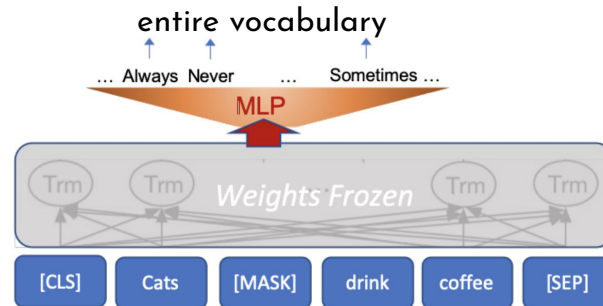 entire vocabulary
... Always Never ... Sometimes ...
MLP
Trm Trm ... Trm Trm
Weights Frozen
[CLS] Cats [MASK] drink coffee [SEP]